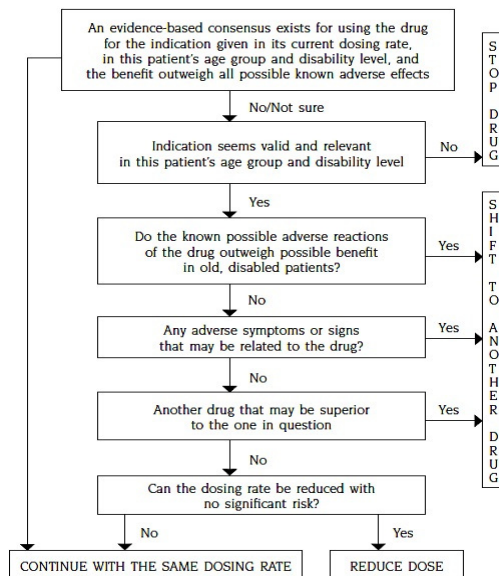 An evidence-based consensus exists for using the drug
for the indication given in its current dosing rate,
in this patient's age group and disability level, and
the benefit outweigh all possible known adverse effects
No/Not sure
Indication seems valid and relevant
in this patient's age group and disability level
No
STOP DRUG
Yes
Do the known possible adverse reactions
of the drug outweigh possible benefit
in old, disabled patients?
Yes
SHIFT TO ANOTHER DRUG
No
Any adverse symptoms or signs
that may be related to the drug?
Yes
No
Another drug that may be superior
to the one in question
Yes
No
Can the dosing rate be reduced with
no significant risk?
No
Yes
CONTINUE WITH THE SAME DOSING RATE
REDUCE DOSE